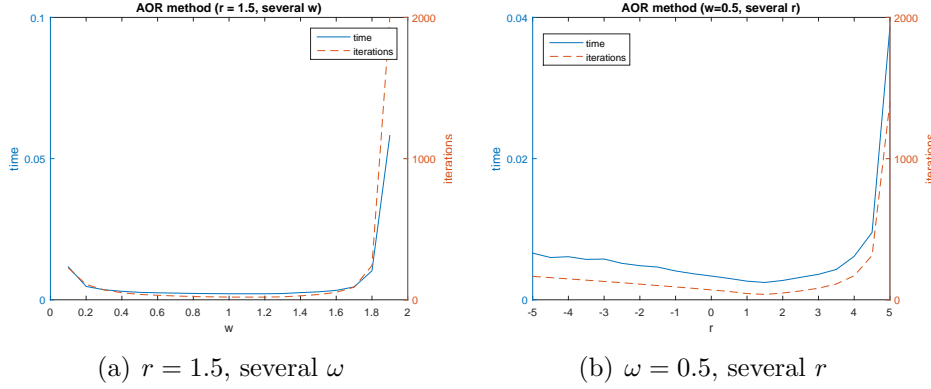 AOR method (r = 1.5, several w)
0.1
2000
time
iterations
time
0.05
1000
iterations
0
0
0 0.2 0.4 0.6 0.8 1 1.2 1.4 1.6 1.8 2
w
(a) r = 1.5, several ω
AOR method (w=0.5, several r)
0.04
2000
time
iterations
time
0.02
1000
iterations
0
0
-5 -4 -3 -2 -1 0 1 2 3 4 5
r
(b) ω = 0.5, several r